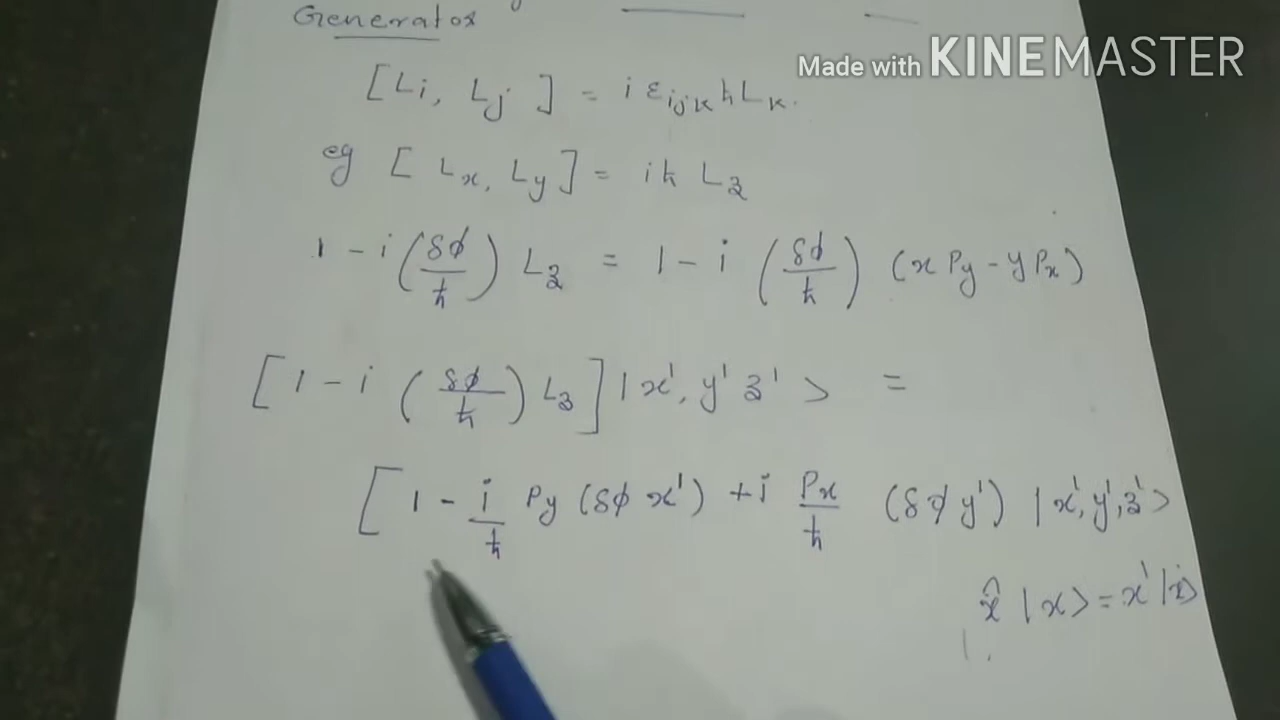 Made with KINEMASTER
Generator
[Li, Lj] = i εijk ħ Lk.
eg [Lx, Ly] = iħ Lz
1 - i (δφ/ħ) Lz = 1 - i (δφ/ħ) (x Py - y Px)
[1 - i (δφ/ħ) Lz] | x', y' z' > =
[1 - i/ħ Py (δφ x') + i Px/ħ (δφ y') | x', y', z' >
x̂ | x > = x' | x >